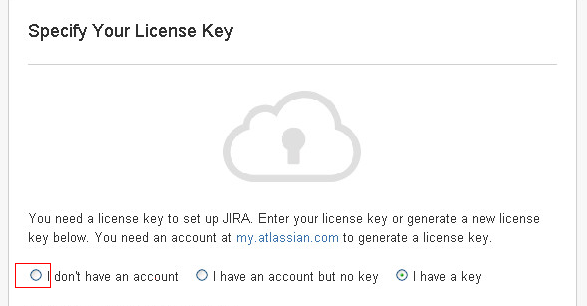 Specify Your License Key
You need a license key to set up JIRA. Enter your license key or generate a new license
key below. You need an account at my.atlassian.com to generate a license key.
I don't have an account I have an account but no key I have a key